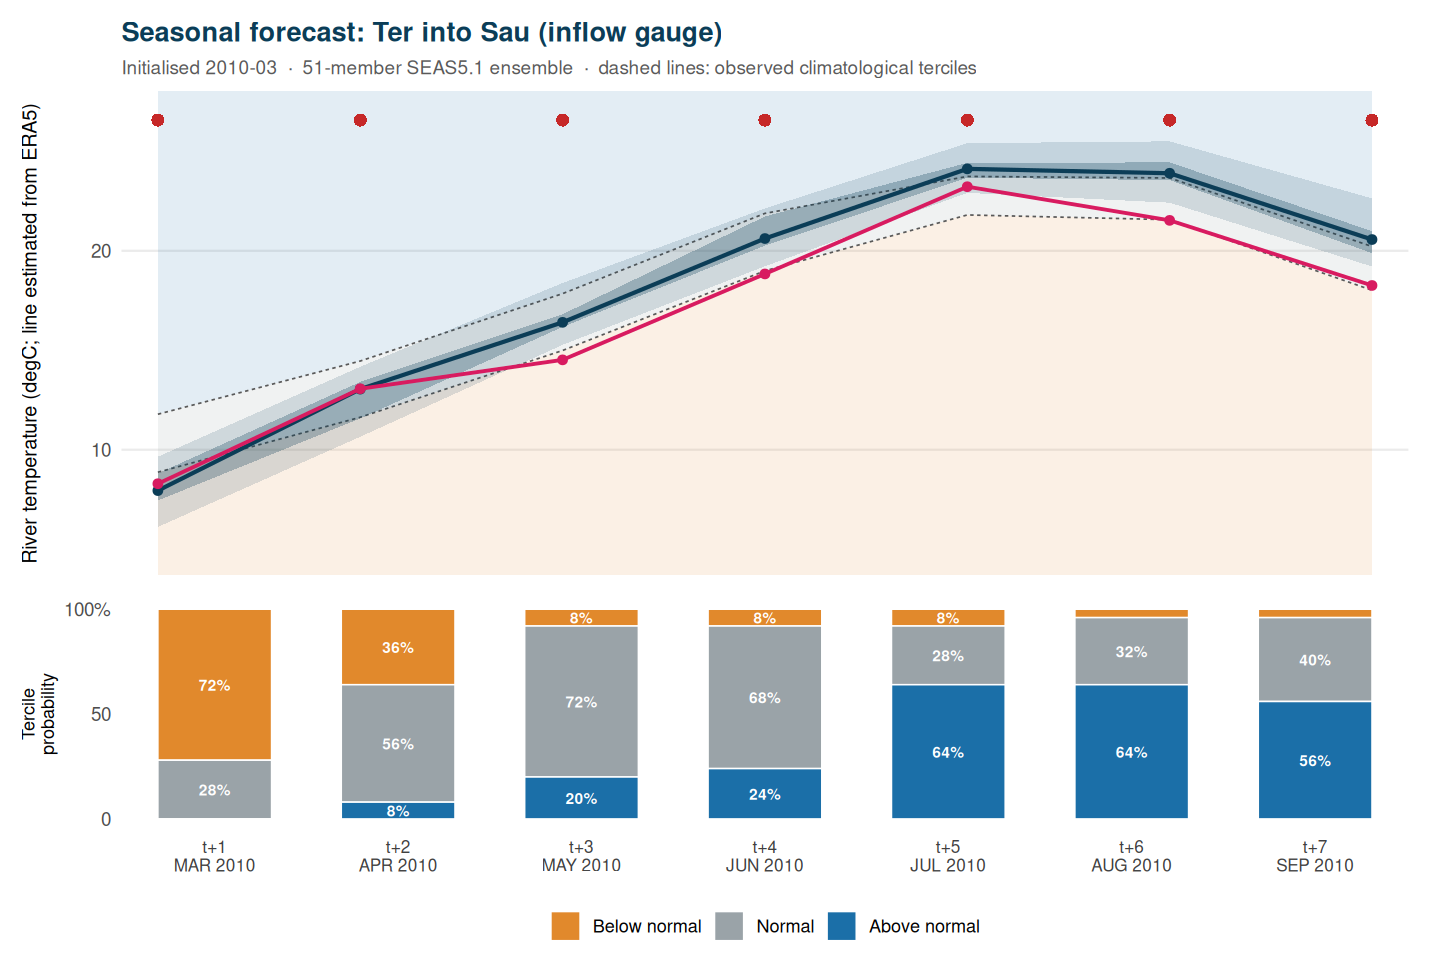 Seasonal forecast: Ter into Sau (inflow gauge)
Initialised 2010-03 · 51-member SEAS5.1 ensemble · dashed lines: observed climatological terciles
River temperature (degC; line estimated from ERA5)
20
10
Tercile
probability
100%
50
0
72%
28%
36%
56%
8%
8%
72%
20%
8%
68%
24%
8%
28%
64%
32%
64%
40%
56%
t+1
MAR 2010
t+2
APR 2010
t+3
MAY 2010
t+4
JUN 2010
t+5
JUL 2010
t+6
AUG 2010
t+7
SEP 2010
Below normal
Normal
Above normal